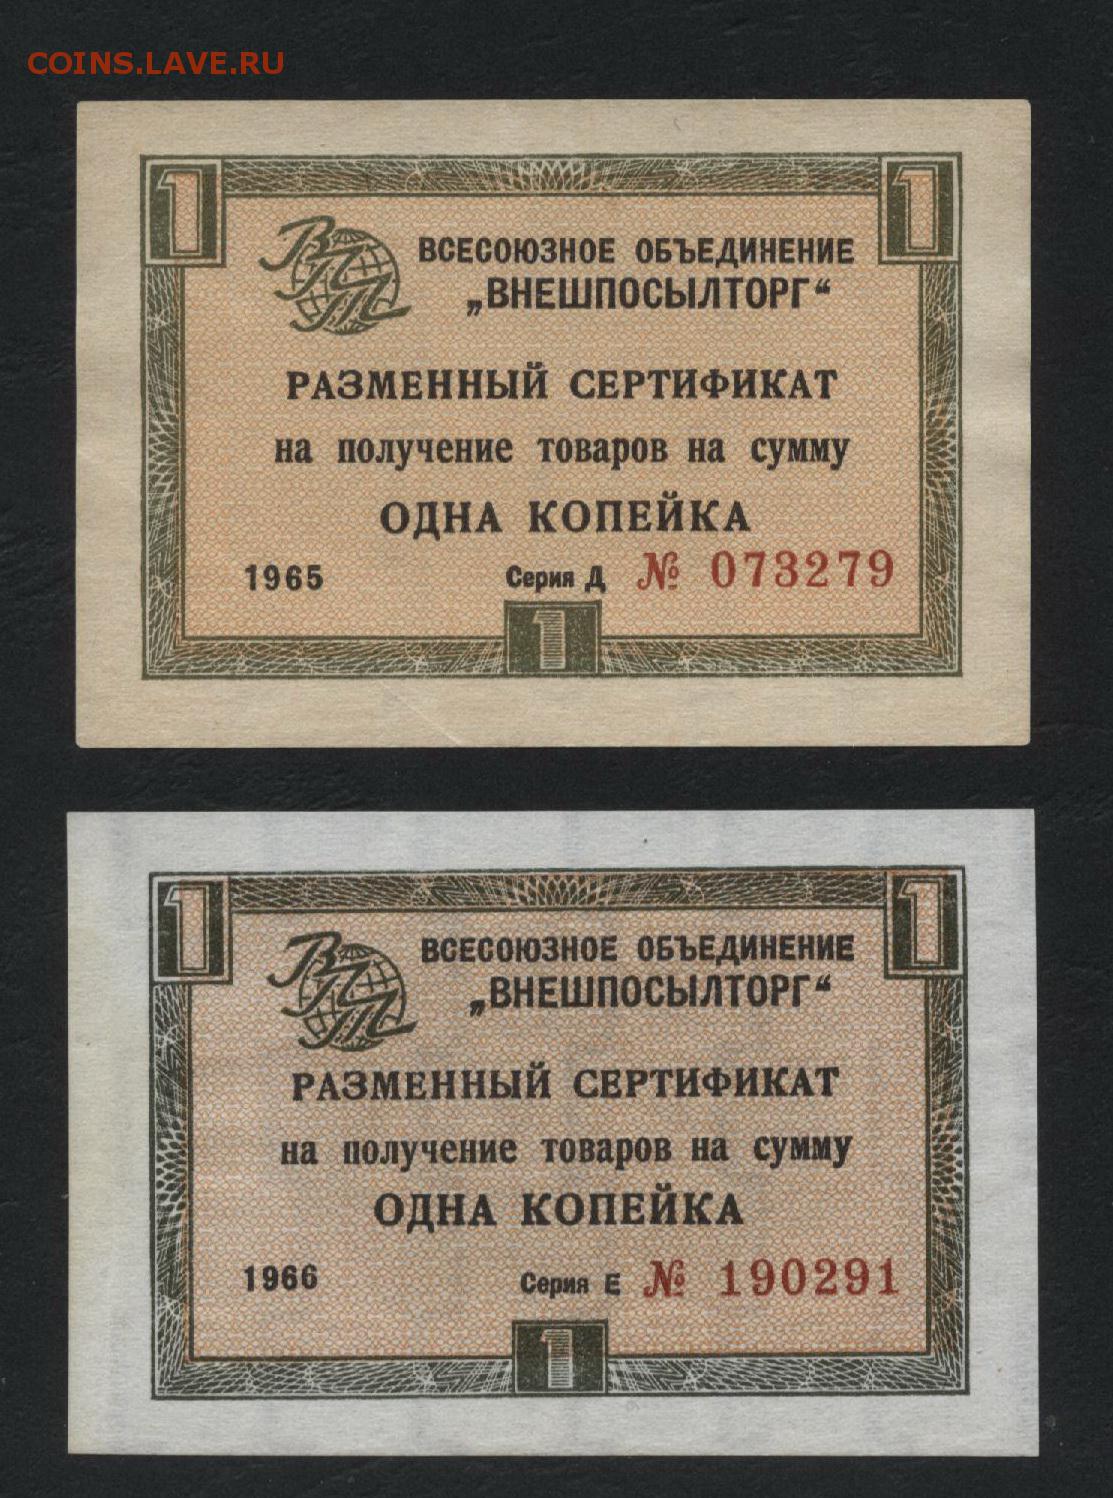 COINS.LAVE.RU
1 1
ВПТ ВСЕСОЮЗНОЕ ОБЪЕДИНЕНИЕ
„ВНЕШПОСЫЛТОРГ“
РАЗМЕННЫЙ СЕРТИФИКАТ
на получение товаров на сумму
ОДНА КОПЕЙКА
1965 Серия Д № 073279
1
1 1
ВПТ ВСЕСОЮЗНОЕ ОБЪЕДИНЕНИЕ
„ВНЕШПОСЫЛТОРГ“
РАЗМЕННЫЙ СЕРТИФИКАТ
на получение товаров на сумму
ОДНА КОПЕЙКА
1966 Серия Е № 190291
1